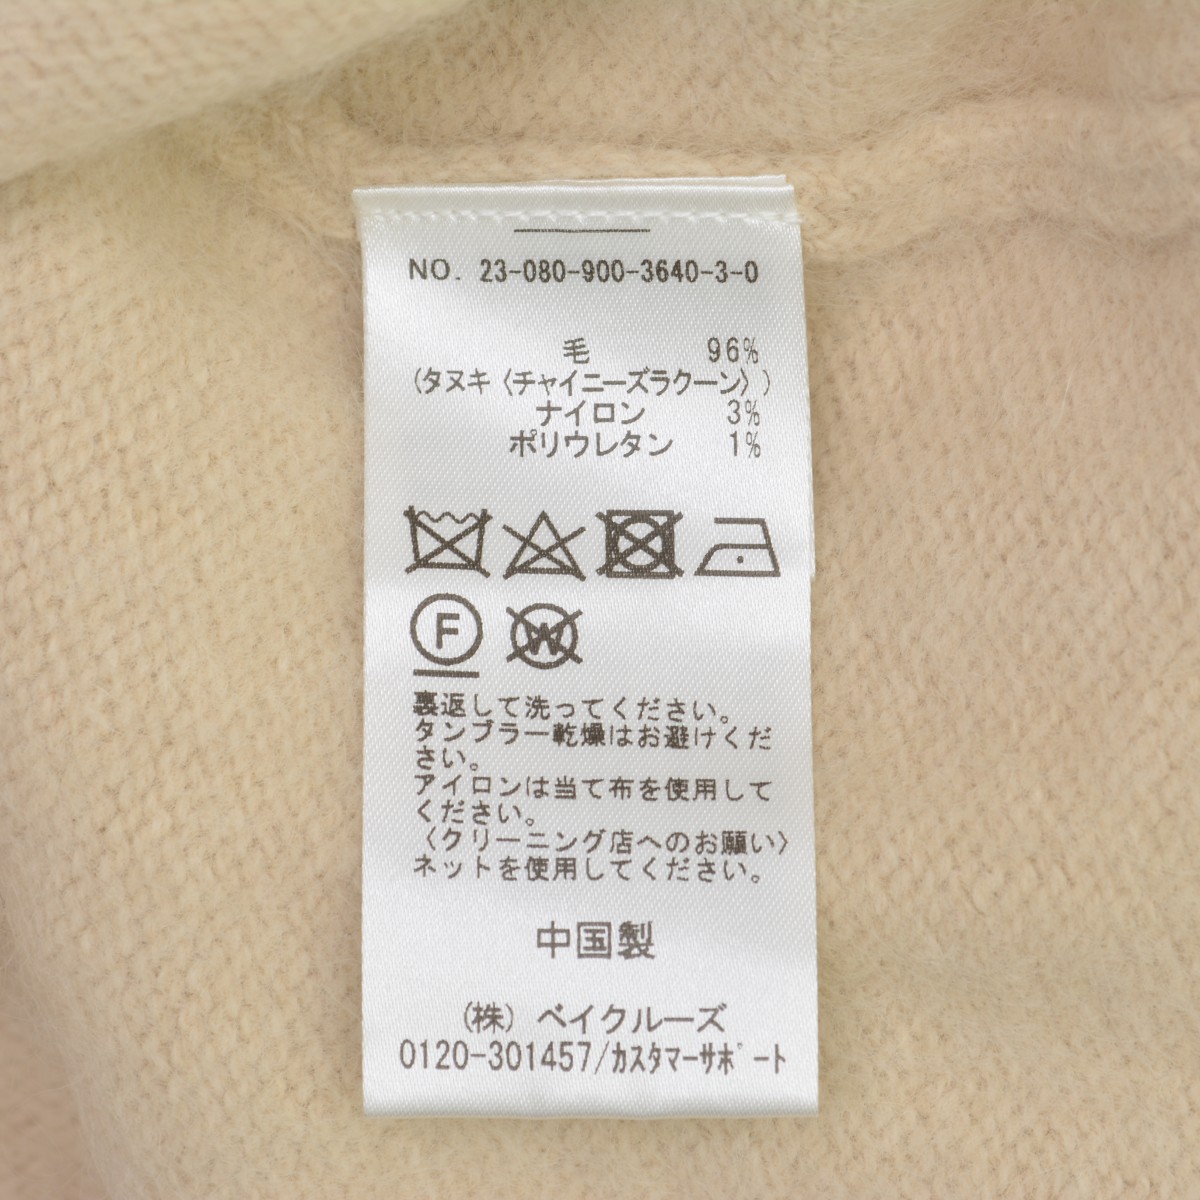 NO. 23-080-900-3640-3-0
毛 96%
(タヌキ〈チャイニーズラクーン〉)
ナイロン 3%
ポリウレタン 1%
F W
裏返して洗ってください。
タンブラー乾燥はお避けくだ
さい。
アイロンは当て布を使用して
ください。
〈クリーニング店へのお願い〉
ネットを使用してください。
中国製
(株) ベイクルーズ
0120-301457/ｶｽﾀﾏｰｻﾎﾟｰﾄ